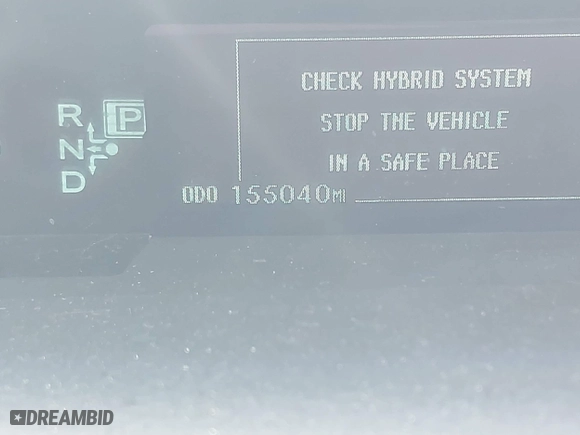 CHECK HYBRID SYSTEM
R P
STOP THE VEHICLE
N
IN A SAFE PLACE
D
ODO 155040MI
DREAMBID